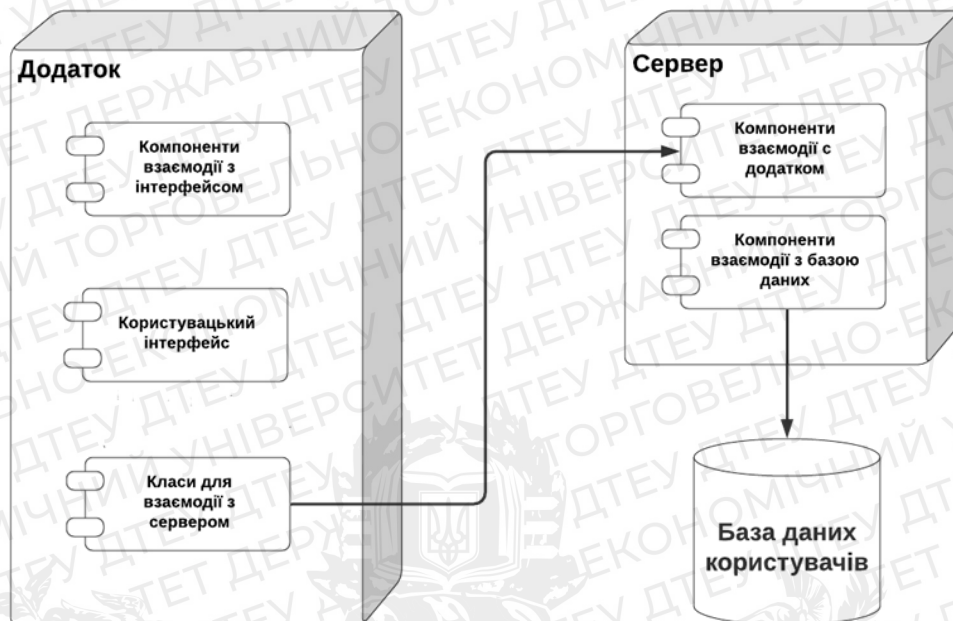 Додаток
Компоненти
взаємодії з
інтерфейсом
Користувацький
інтерфейс
Класи для
взаємодії з
сервером
Сервер
Компоненти
взаємодії с
додатком
Компоненти
взаємодії з базою
даних
База даних
користувачів